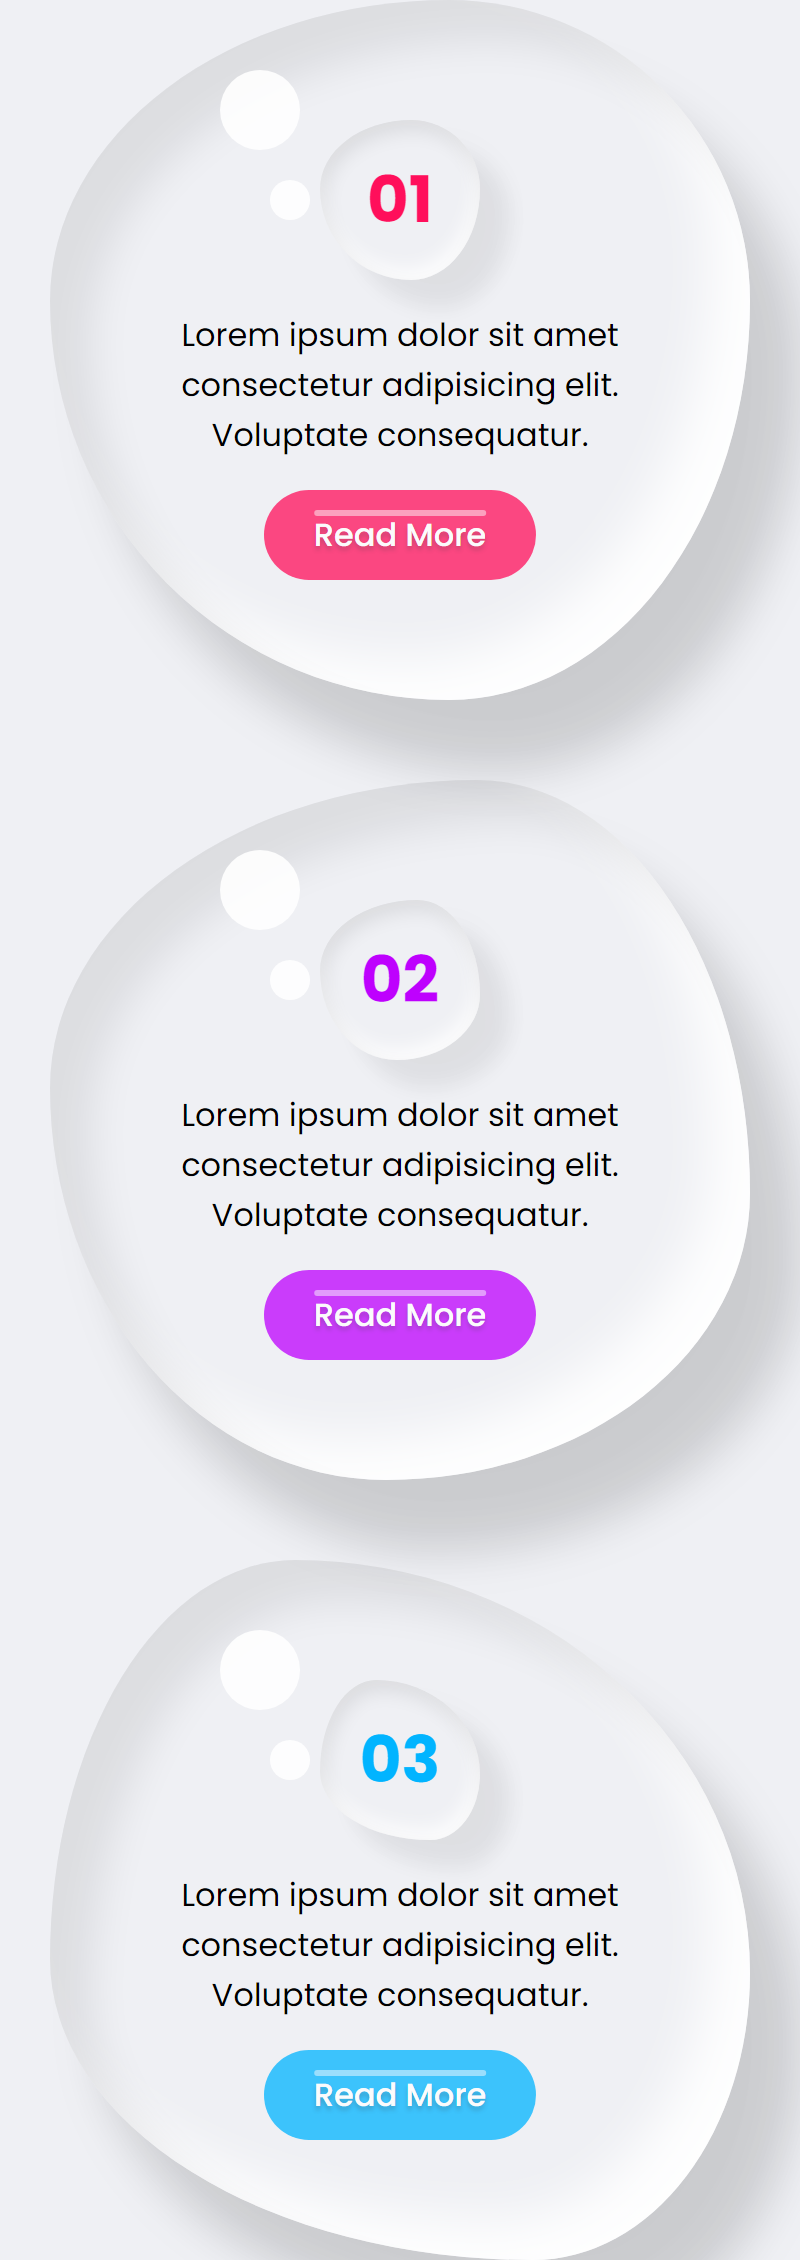 01
Lorem ipsum dolor sit amet
consectetur adipisicing elit.
Voluptate consequatur.
Read More
02
Lorem ipsum dolor sit amet
consectetur adipisicing elit.
Voluptate consequatur.
Read More
03
Lorem ipsum dolor sit amet
consectetur adipisicing elit.
Voluptate consequatur.
Read More